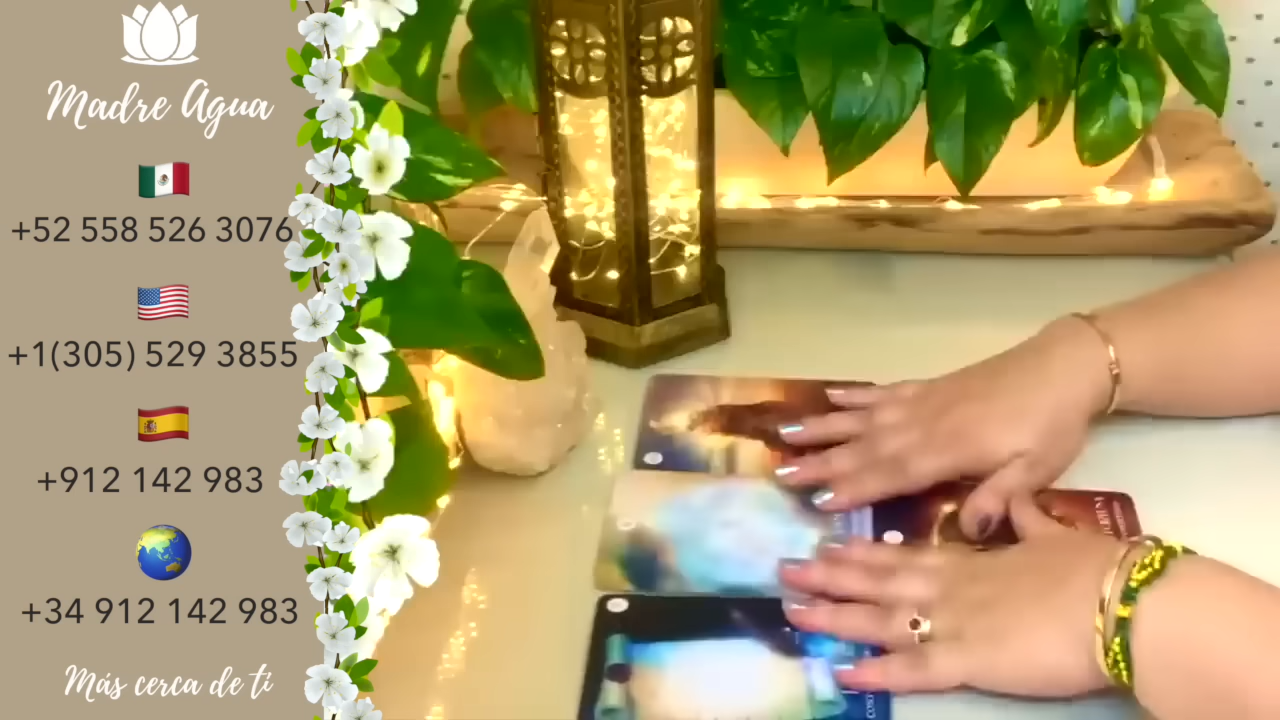 Madre Agua
+52 558 526 3076
+1(305) 529 3855
+912 142 983
+34 912 142 983
Más cerca de ti